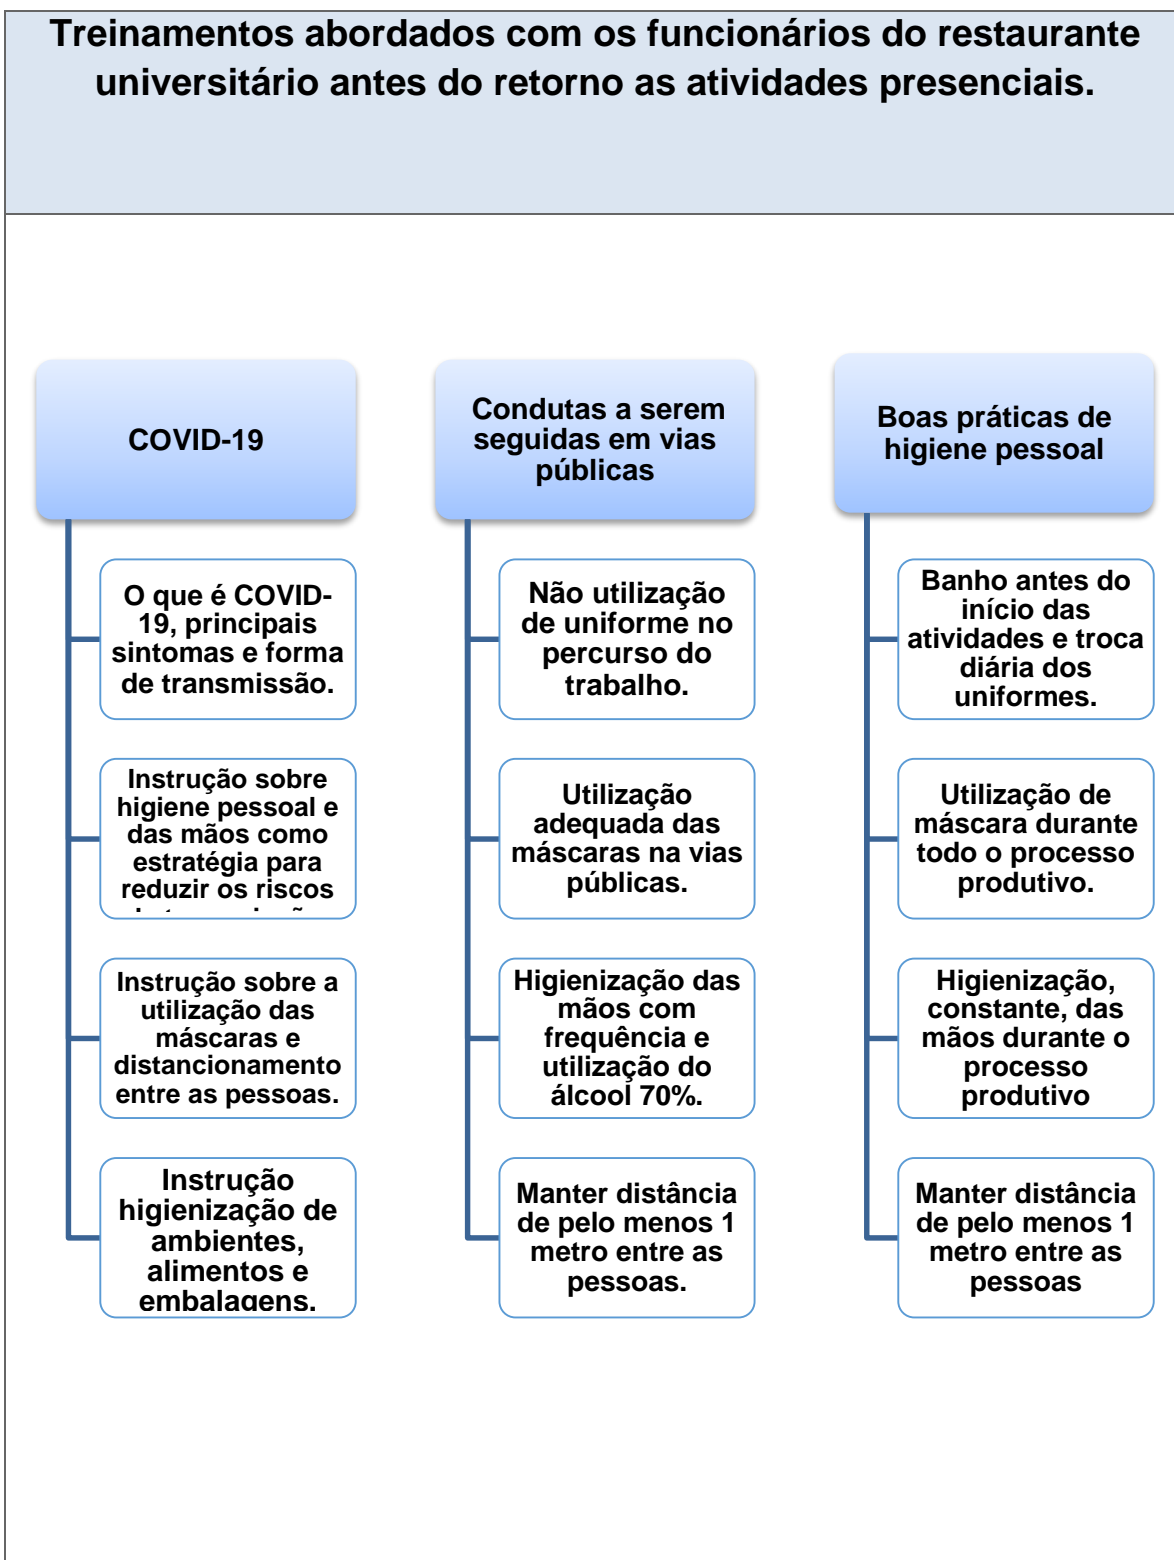 Treinamentos abordados com os funcionários do restaurante
universitário antes do retorno as atividades presenciais.
COVID-19
O que é COVID-
19, principais
sintomas e forma
de transmissão.
Instrução sobre
higiene pessoal e
das mãos como
estratégia para
reduzir os riscos
Instrução sobre a
utilização das
máscaras e
distancionamento
entre as pessoas.
Instrução
higienização de
ambientes,
alimentos e
embalagens.
Condutas a serem
seguidas em vias
públicas
Não utilização
de uniforme no
percurso do
trabalho.
Utilização
adequada das
máscaras na vias
públicas.
Higienização das
mãos com
frequência e
utilização do
álcool 70%.
Manter distância
de pelo menos 1
metro entre as
pessoas.
Boas práticas de
higiene pessoal
Banho antes do
início das
atividades e troca
diária dos
uniformes.
Utilização de
máscara durante
todo o processo
produtivo.
Higienização,
constante, das
mãos durante o
processo
produtivo
Manter distância
de pelo menos 1
metro entre as
pessoas